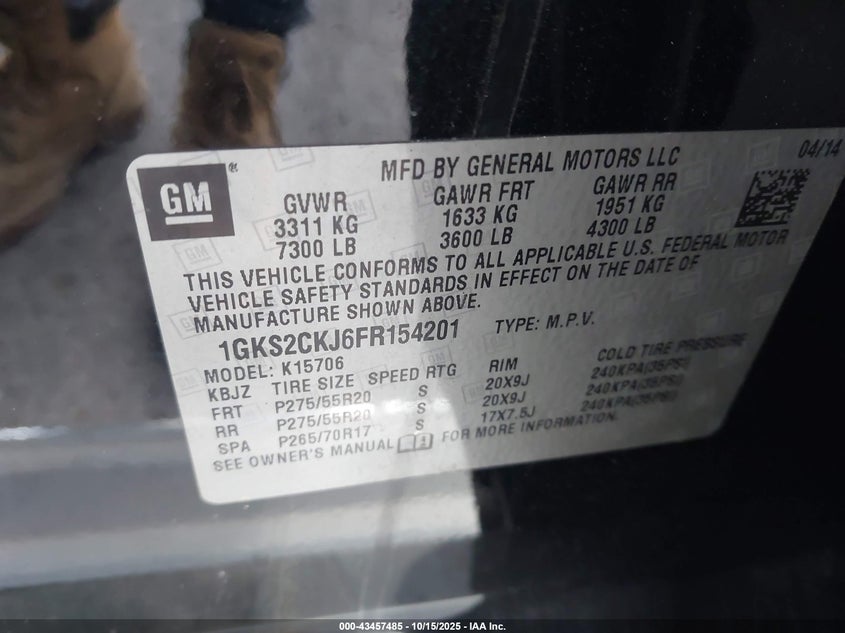 MFD BY GENERAL MOTORS LLC 04/14
GM ®
GVWR GAWR FRT GAWR RR
3311 KG 1633 KG 1951 KG
7300 LB 3600 LB 4300 LB
THIS VEHICLE CONFORMS TO ALL APPLICABLE U.S. FEDERAL MOTOR
VEHICLE SAFETY STANDARDS IN EFFECT ON THE DATE OF
MANUFACTURE SHOWN ABOVE.
1GKS2CKJ6FR154201 TYPE: M.P.V.
MODEL: K15706
KBJZ TIRE SIZE SPEED RTG RIM COLD TIRE PRESSURE
FRT P275/55R20 S 20X9J 240KPA(35PSI)
RR P275/55R20 S 20X9J 240KPA(35PSI)
SPA P265/70R17 S 17X7.5J 240KPA(35PSI)
SEE OWNER'S MANUAL FOR MORE INFORMATION.
000-43457485 - 10/15/2025 - IAA Inc.